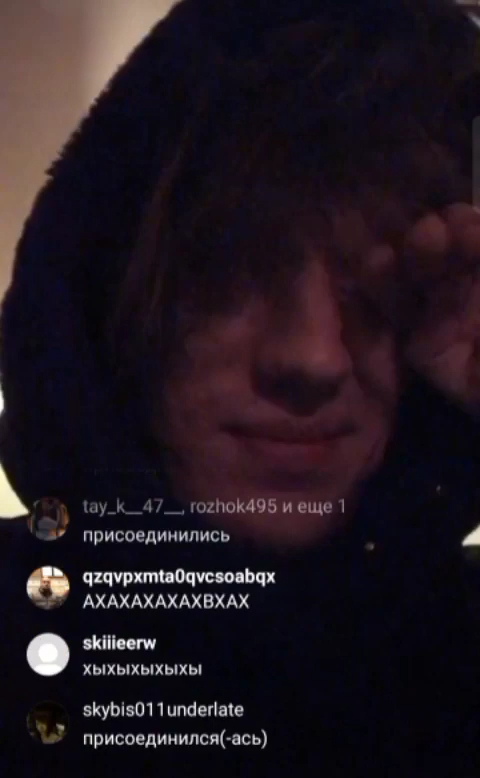 tay_k__47__, rozhok495 и еще 1
присоединились
qzqvpxmta0qvcsoabqx
АХАХАХАХАХВХАХ
skiiieerw
хыхыхыхыхы
skybis011underlate
присоединился(-ась)